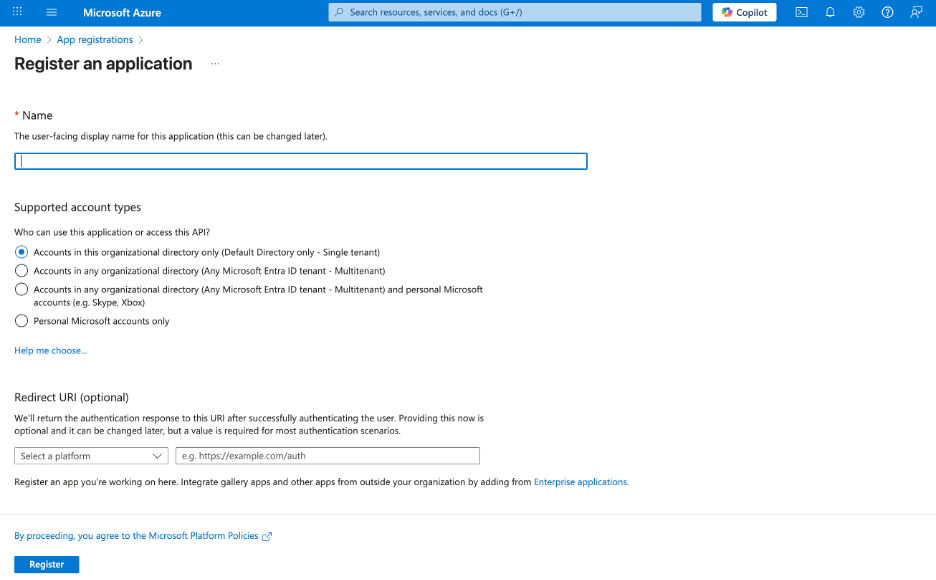 Microsoft Azure
Search resources, services, and docs (G+/)
Copilot
Home > App registrations >
Register an application ...
* Name
The user-facing display name for this application (this can be changed later).
Supported account types
Who can use this application or access this API?
Accounts in this organizational directory only (Default Directory only - Single tenant)
Accounts in any organizational directory (Any Microsoft Entra ID tenant - Multitenant)
Accounts in any organizational directory (Any Microsoft Entra ID tenant - Multitenant) and personal Microsoft
accounts (e.g. Skype, Xbox)
Personal Microsoft accounts only
Help me choose...
Redirect URI (optional)
We'll return the authentication response to this URI after successfully authenticating the user. Providing this now is
optional and it can be changed later, but a value is required for most authentication scenarios.
Select a platform
e.g. https://example.com/auth
Register an app you're working on here. Integrate gallery apps and other apps from outside your organization by adding from Enterprise applications.
By proceeding, you agree to the Microsoft Platform Policies
Register